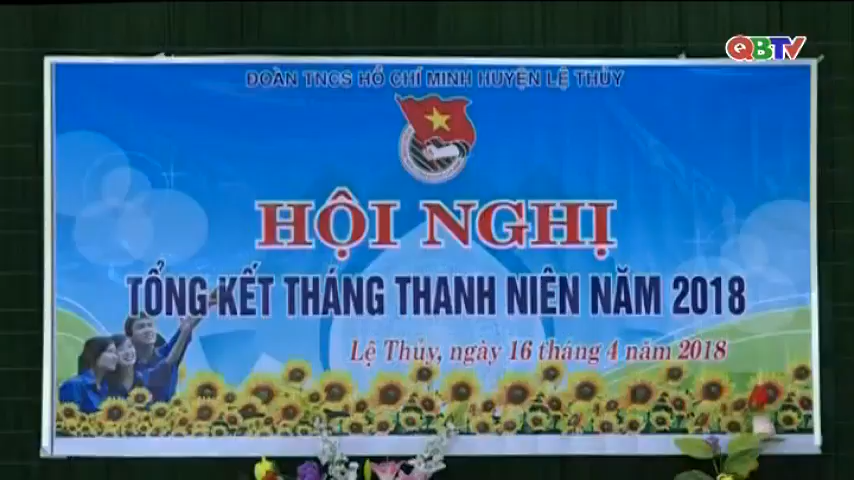 QBTV
ĐOÀN TNCS HỒ CHÍ MINH HUYỆN LỆ THỦY
HỘI NGHỊ
TỔNG KẾT THÁNG THANH NIÊN NĂM 2018
Lệ Thủy, ngày 16 tháng 4 năm 2018